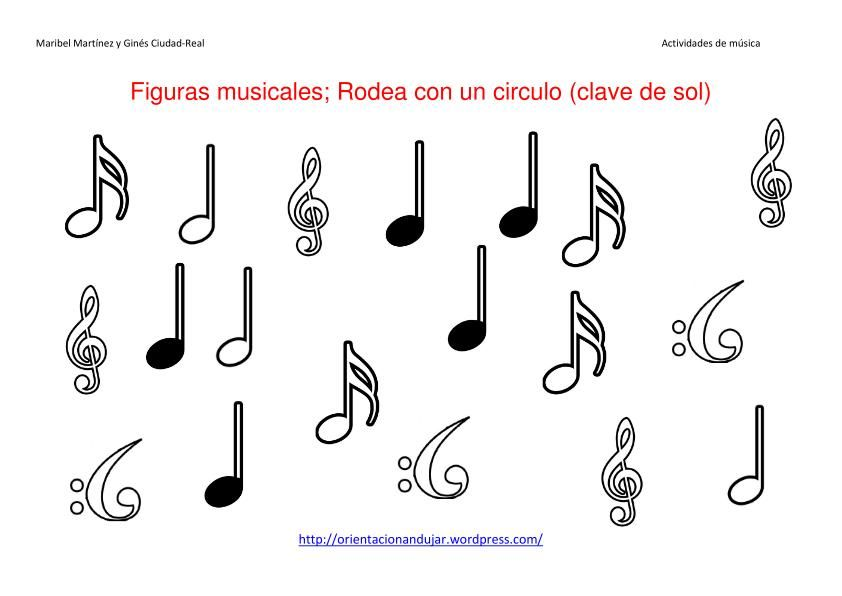 Maribel Martínez y Ginés Ciudad-Real
Actividades de música
Figuras musicales; Rodea con un circulo (clave de sol)
http://orientacionandujar.wordpress.com/